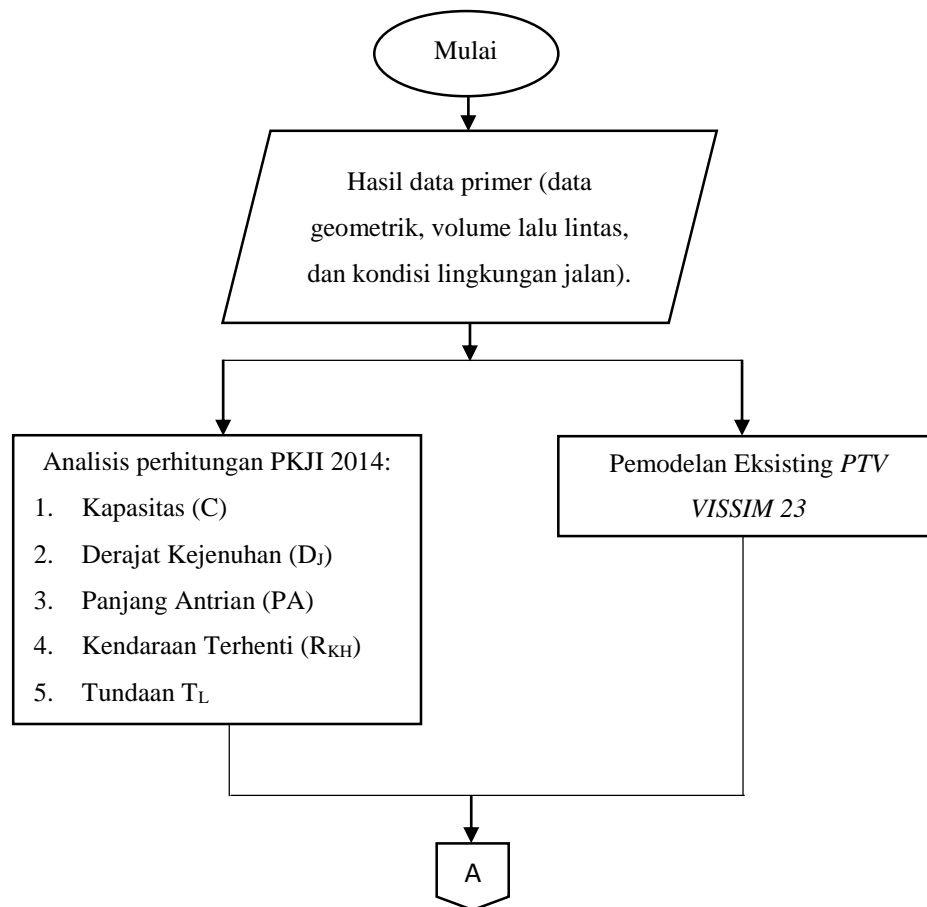 Mulai
Hasil data primer (data
geometrik, volume lalu lintas,
dan kondisi lingkungan jalan).
Analisis perhitungan PKJI 2014:
1. Kapasitas (C)
2. Derajat Kejenuhan (DJ)
3. Panjang Antrian (PA)
4. Kendaraan Terhenti (RKH)
5. Tundaan TL
Pemodelan Eksisting PTV
VISSIM 23
A